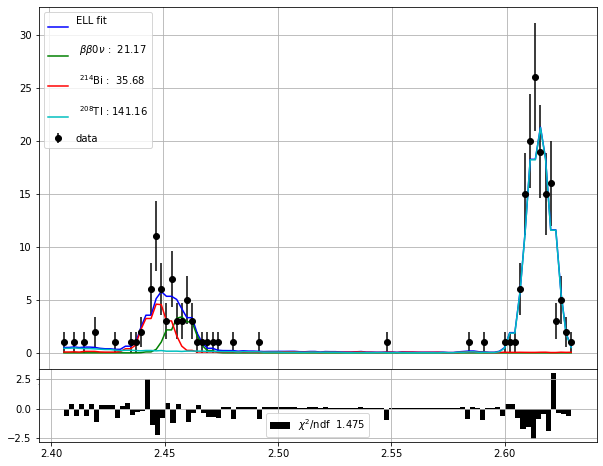 ELL fit
ββ0ν : 21.17
²¹⁴Bi : 35.68
²⁰⁸Tl : 141.16
data
30
25
20
15
10
5
0
2.5
0.0
−2.5
χ²/ndf 1.475
2.40 2.45 2.50 2.55 2.60